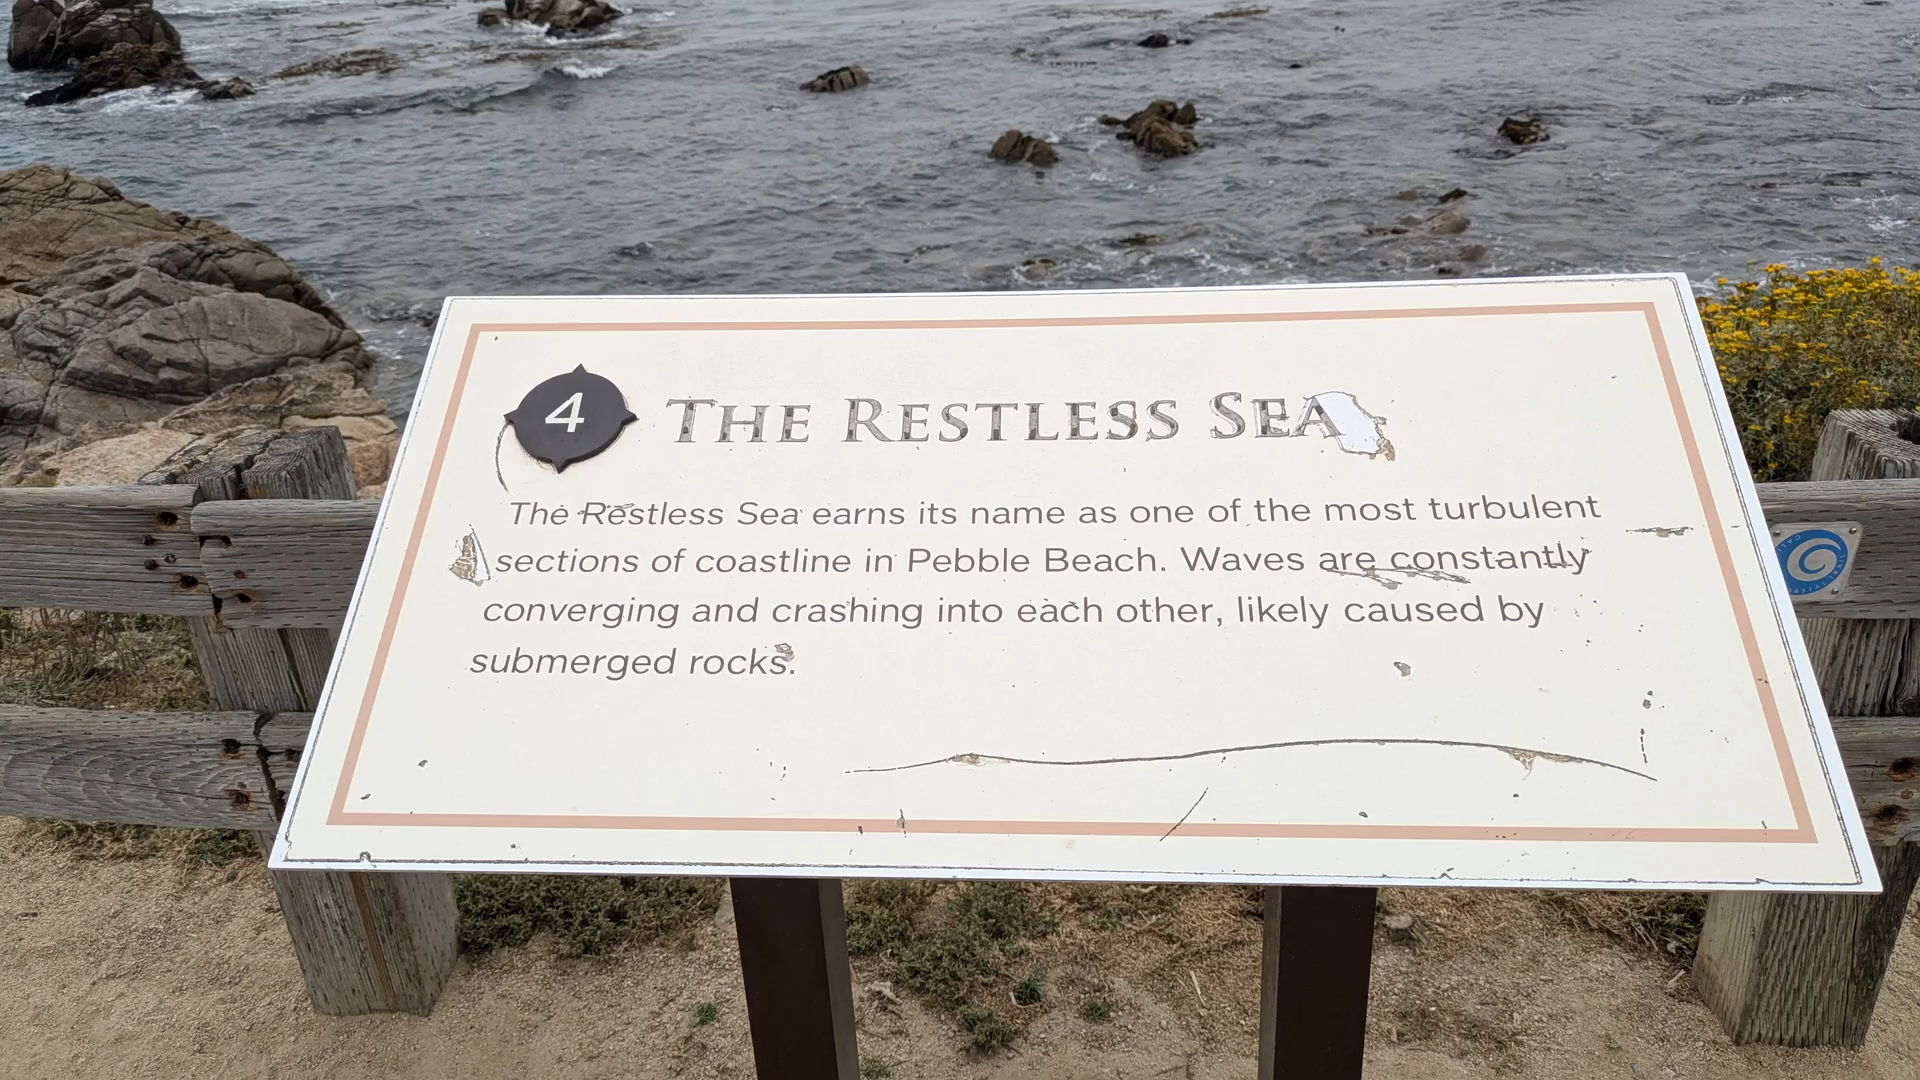 4
THE RESTLESS SEA
The Restless Sea earns its name as one of the most turbulent
sections of coastline in Pebble Beach. Waves are constantly
converging and crashing into each other, likely caused by
submerged rocks.